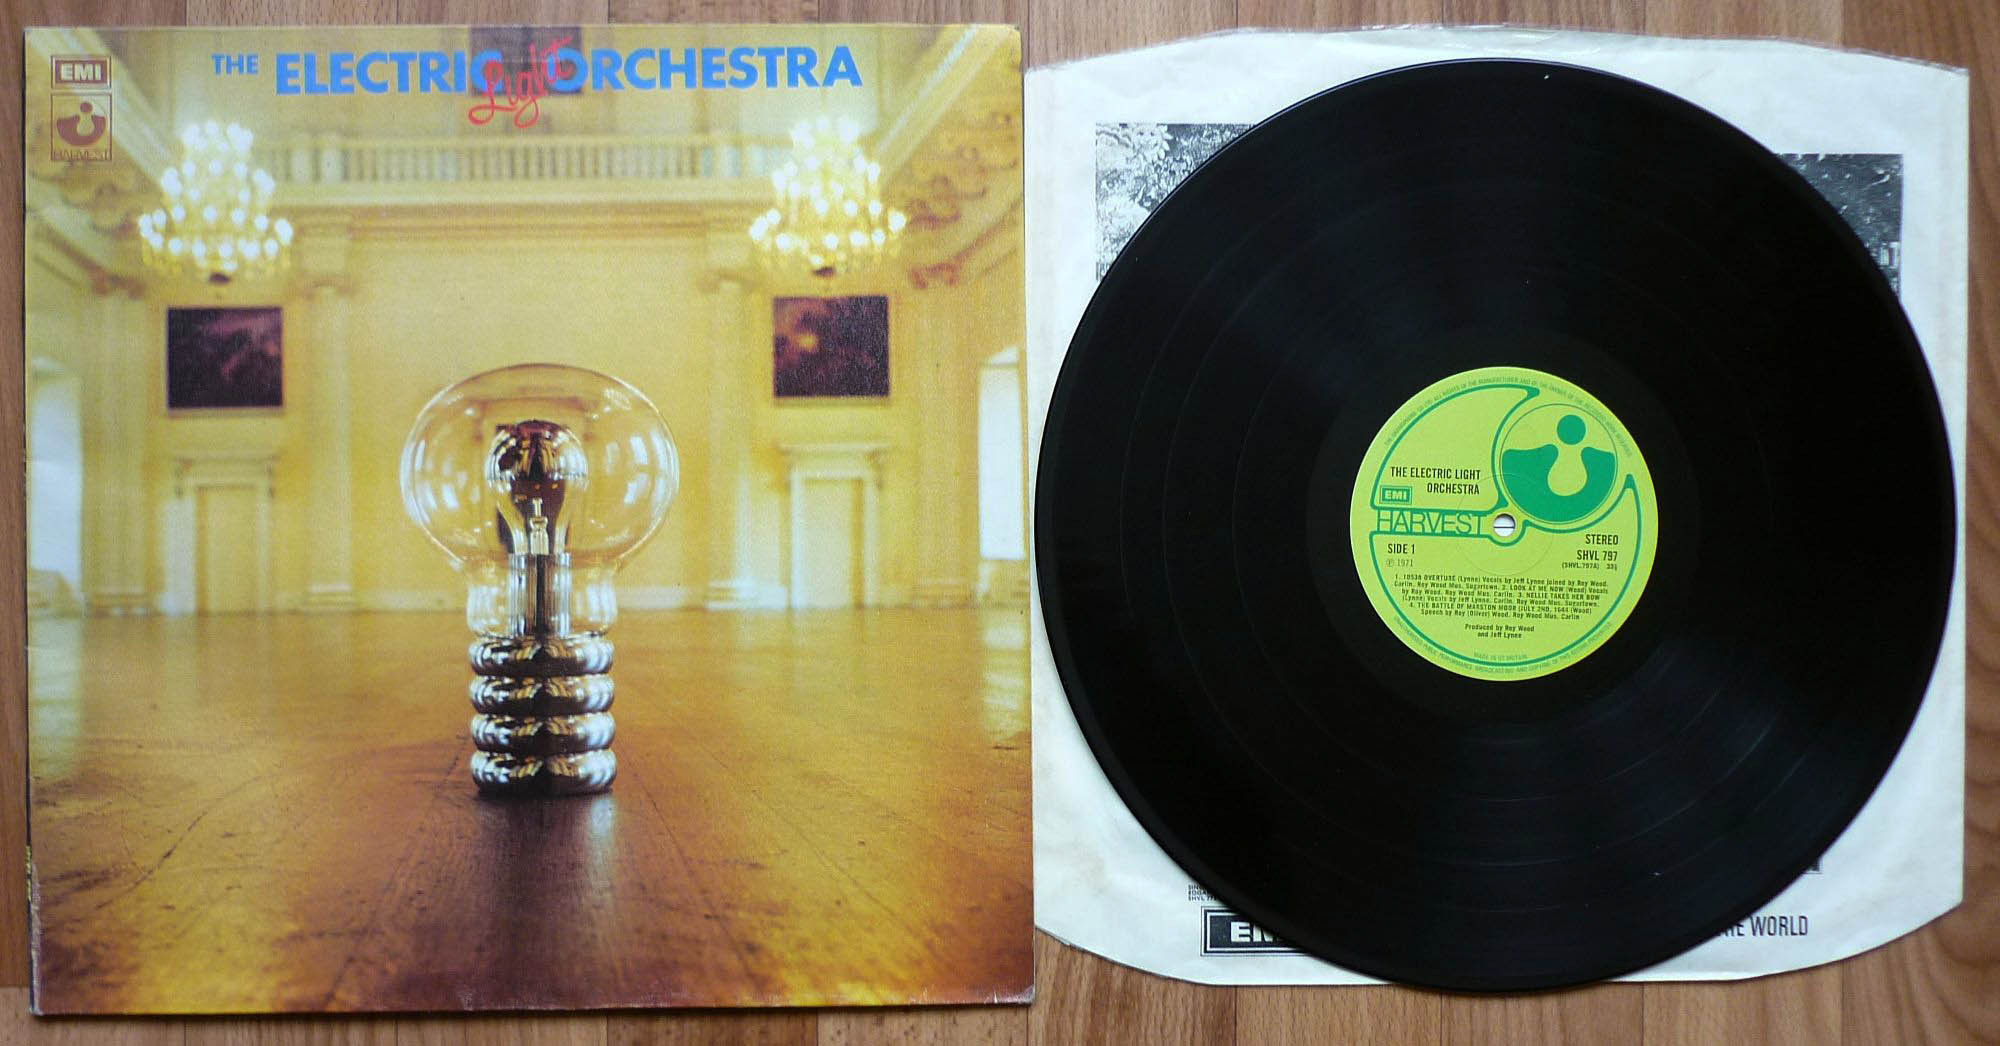 THE ELECTRIC Light ORCHESTRA
EMI
HARVEST
THE ELECTRIC LIGHT
ORCHESTRA
EMI
HARVEST
STEREO
SIDE 1
SHVL 797
℗ 1971
(SHVL.797A) 33⅓
1. 10538 OVERTURE (Lynne) Vocals by Jeff Lynne joined by Roy Wood.
Carlin. Roy Wood Mus. Sugartown. 2. LOOK AT ME NOW (Wood) Vocals
by Roy Wood. Roy Wood Mus. Carlin. 3. NELLIE TAKES HER BOW
(Lynne) Vocals by Jeff Lynne. Carlin. Roy Wood Mus. Sugartown.
4. THE BATTLE OF MARSTON MOOR (JULY 2ND, 1644 (Wood)
Speech by Roy (Oliver) Wood. Roy Wood Mus. Carlin
Produced by Roy Wood
and Jeff Lynne
MADE IN GT BRITAIN
WORLD